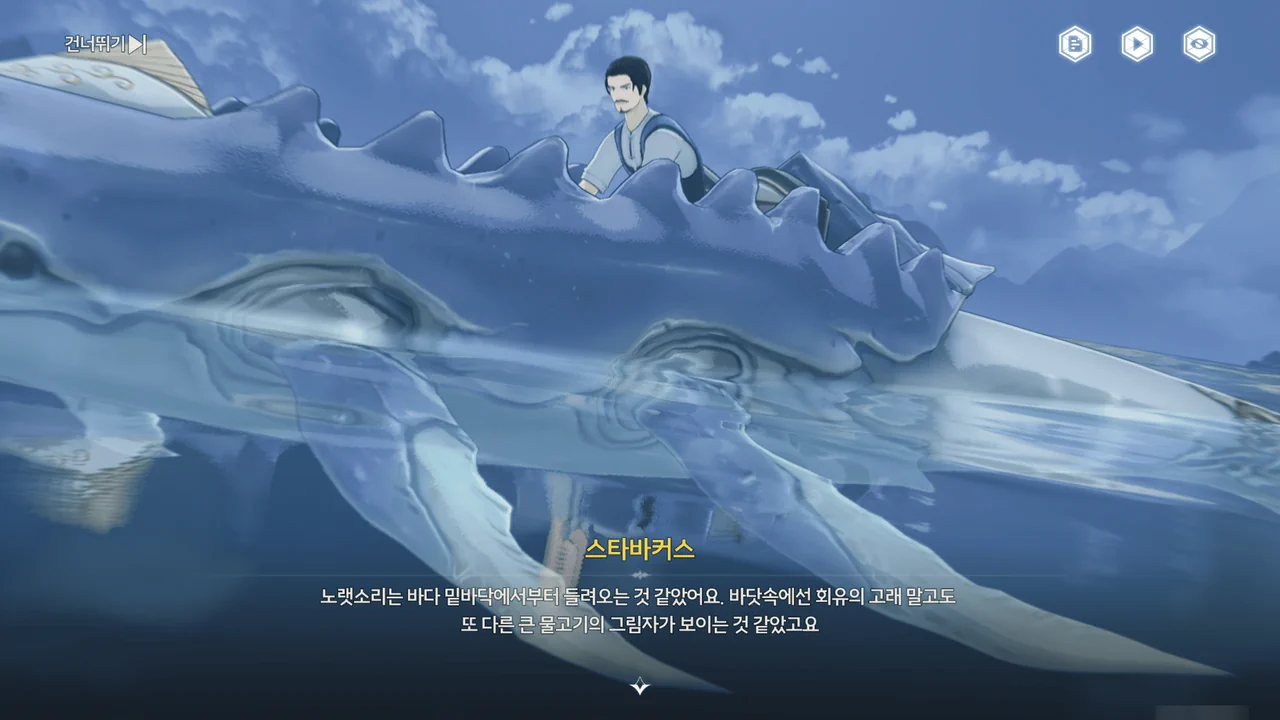 건너뛰기
스타바커스
노랫소리는 바다 밑바닥에서부터 들려오는 것 같았어요. 바닷속에선 회유의 고래 말고도
또 다른 큰 물고기의 그림자가 보이는 것 같았고요